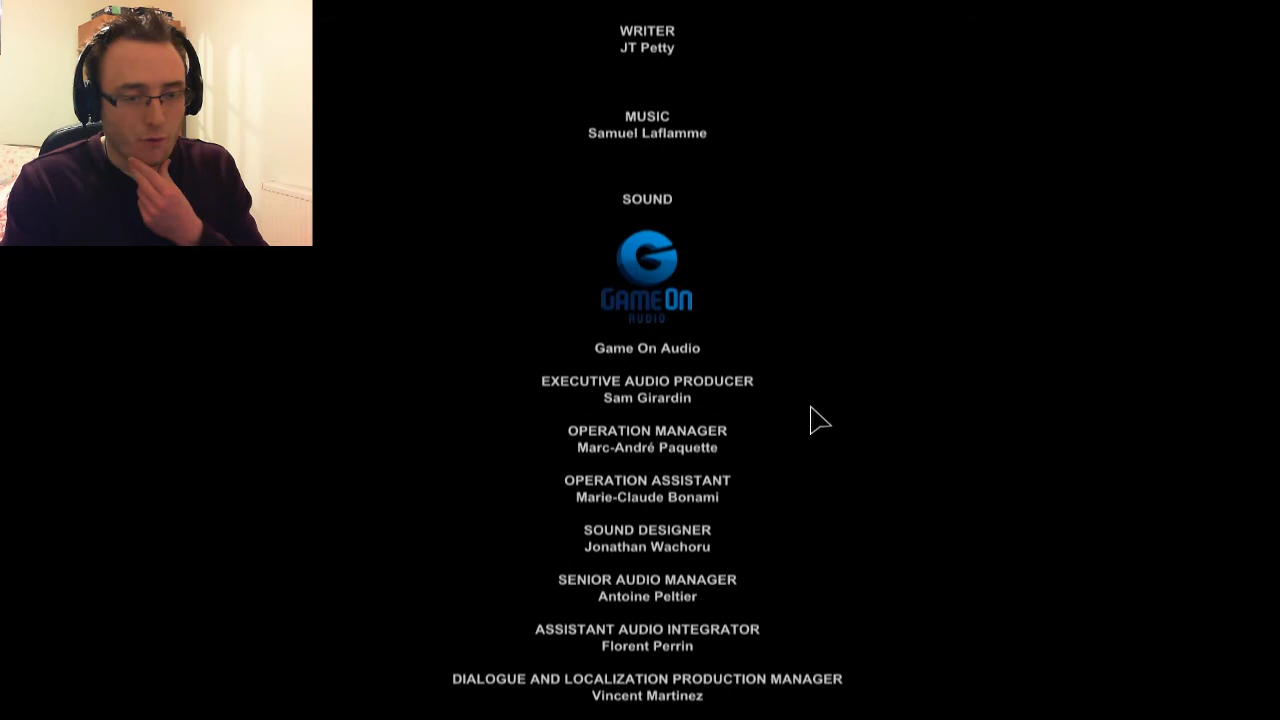 WRITER
JT Petty
MUSIC
Samuel Laflamme
SOUND
GAMEON
AUDIO
Game On Audio
EXECUTIVE AUDIO PRODUCER
Sam Girardin
OPERATION MANAGER
Marc-André Paquette
OPERATION ASSISTANT
Marie-Claude Bonami
SOUND DESIGNER
Jonathan Wachoru
SENIOR AUDIO MANAGER
Antoine Peltier
ASSISTANT AUDIO INTEGRATOR
Florent Perrin
DIALOGUE AND LOCALIZATION PRODUCTION MANAGER
Vincent Martinez